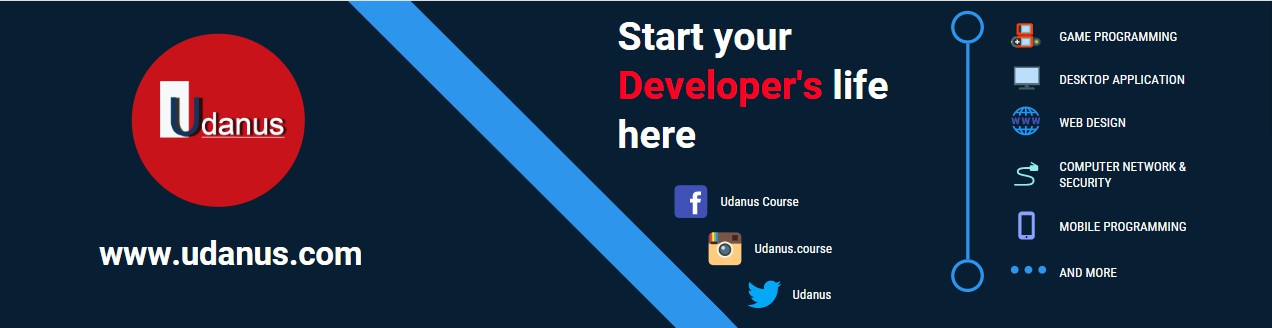 Udanus
www.udanus.com
Start your
Developer's life
here
Udanus Course
Udanus.course
Udanus
GAME PROGRAMMING
DESKTOP APPLICATION
WWW
WEB DESIGN
COMPUTER NETWORK &
SECURITY
MOBILE PROGRAMMING
AND MORE